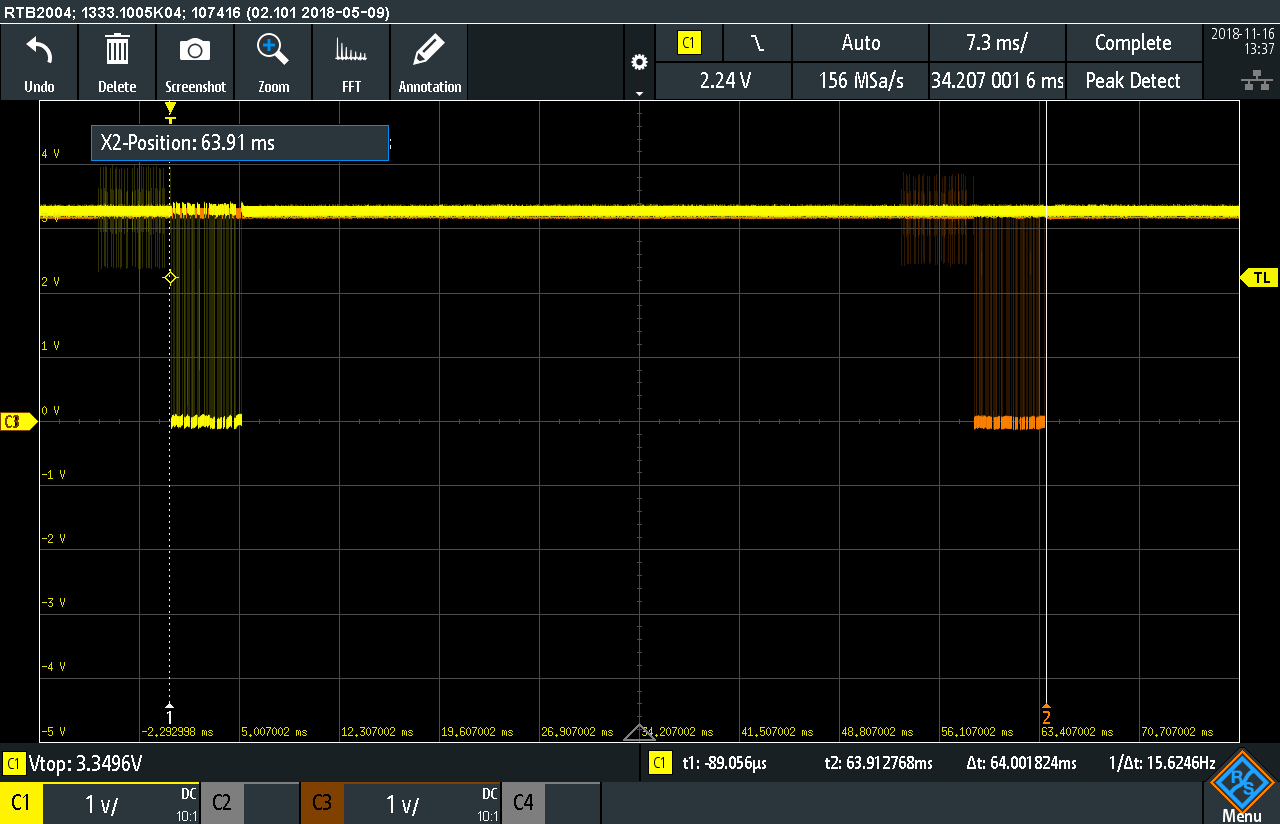 RTB2004; 1333.1005K04; 107416 (02.101 2018-05-09)
Undo
Delete
Screenshot
Zoom
FFT
Annotation
C1
Auto
7.3 ms/
Complete
2018-11-16
13:37
2.24 V
156 MSa/s
34.207 001 6 ms
Peak Detect
T
X2-Position: 63.91 ms
4 V
3 V
2 V
TL
1 V
0 V
C3
-1 V
-2 V
-3 V
-4 V
1
2
-5 V
-2,292998 ms
5,007002 ms
12,307002 ms
19,607002 ms
26,907002 ms
34,207002 ms
41,507002 ms
48,807002 ms
56,107002 ms
63,407002 ms
70,707002 ms
C1 Vtop: 3.3496V
C1 t1: -89.056µs t2: 63.912768ms Δt: 64.001824ms 1/Δt: 15.6246Hz
C1 1 V/ DC 10:1
C2
C3 1 V/ DC 10:1
C4
R&S
Menu